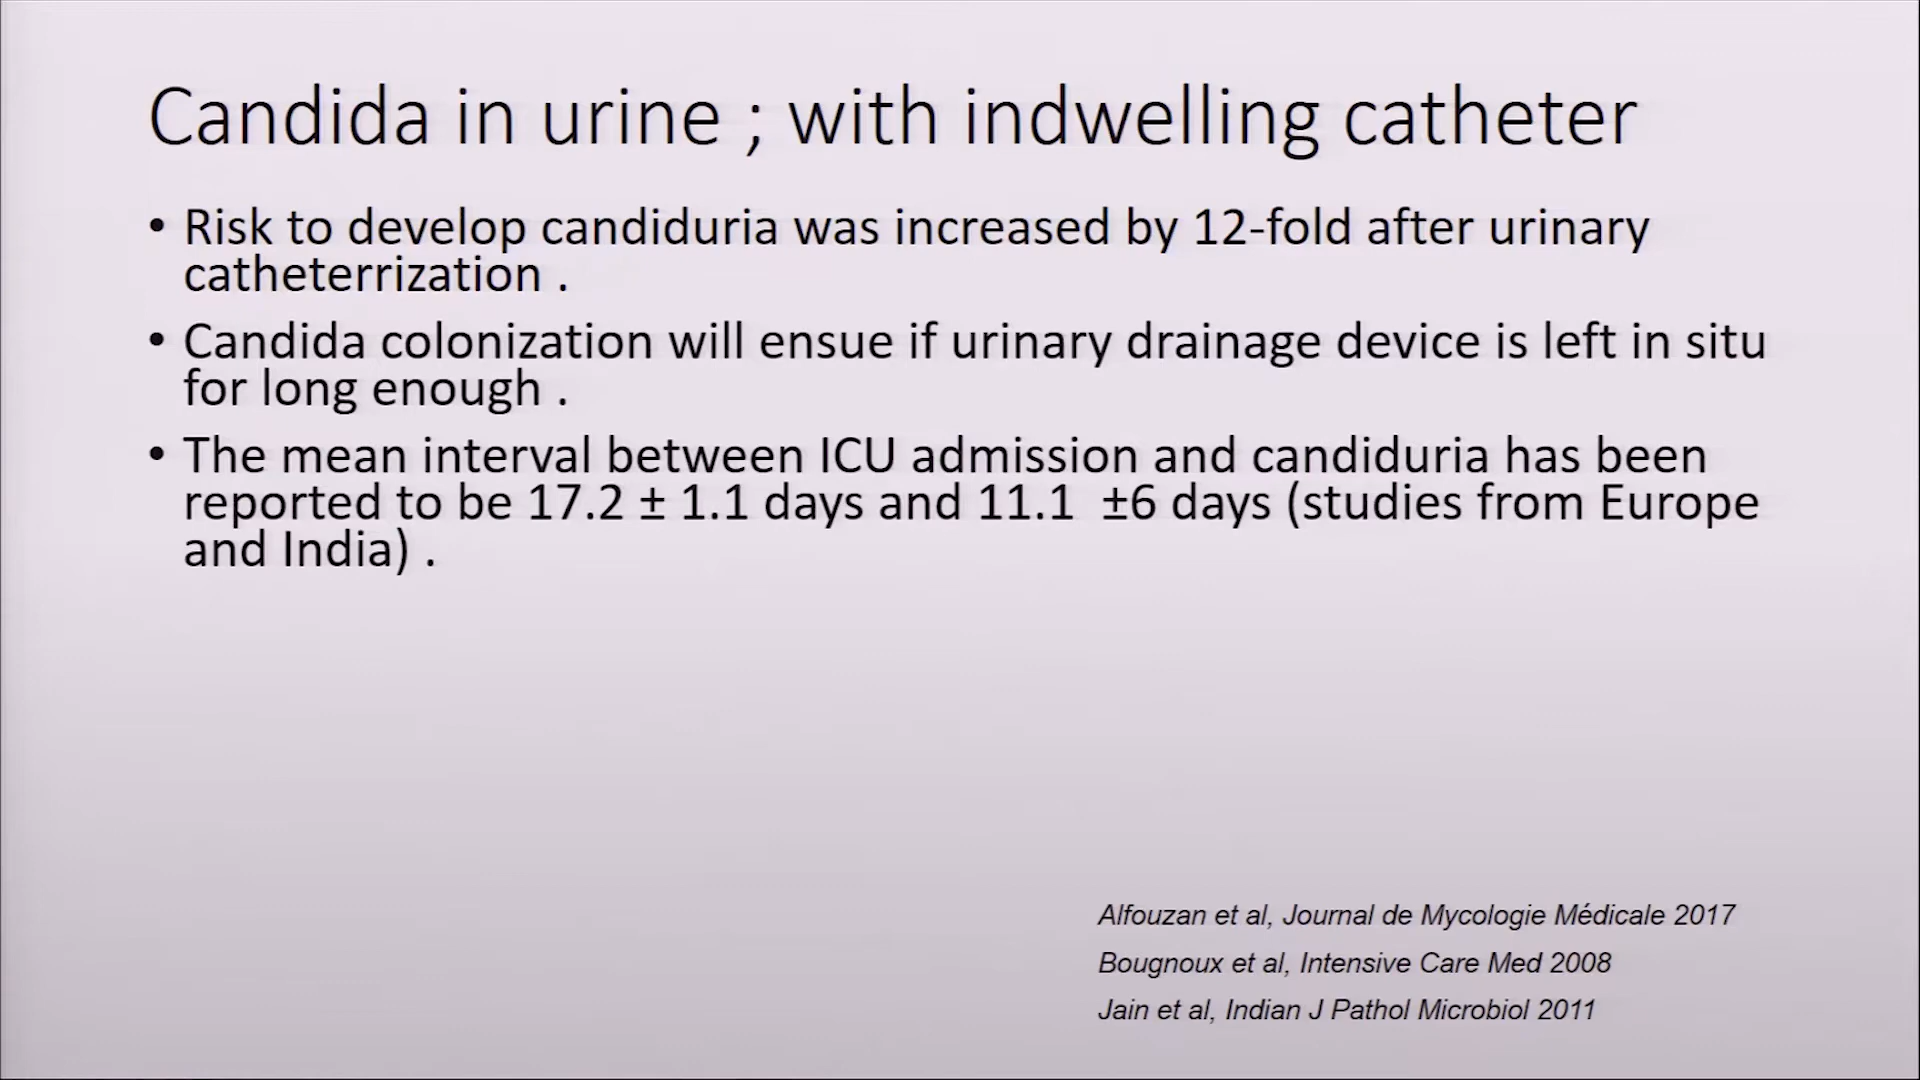 Candida in urine ; with indwelling catheter
• Risk to develop candiduria was increased by 12-fold after urinary
catheterrization .
• Candida colonization will ensue if urinary drainage device is left in situ
for long enough .
• The mean interval between ICU admission and candiduria has been
reported to be 17.2 ± 1.1 days and 11.1 ±6 days (studies from Europe
and India) .
Alfouzan et al, Journal de Mycologie Médicale 2017
Bougnoux et al, Intensive Care Med 2008
Jain et al, Indian J Pathol Microbiol 2011